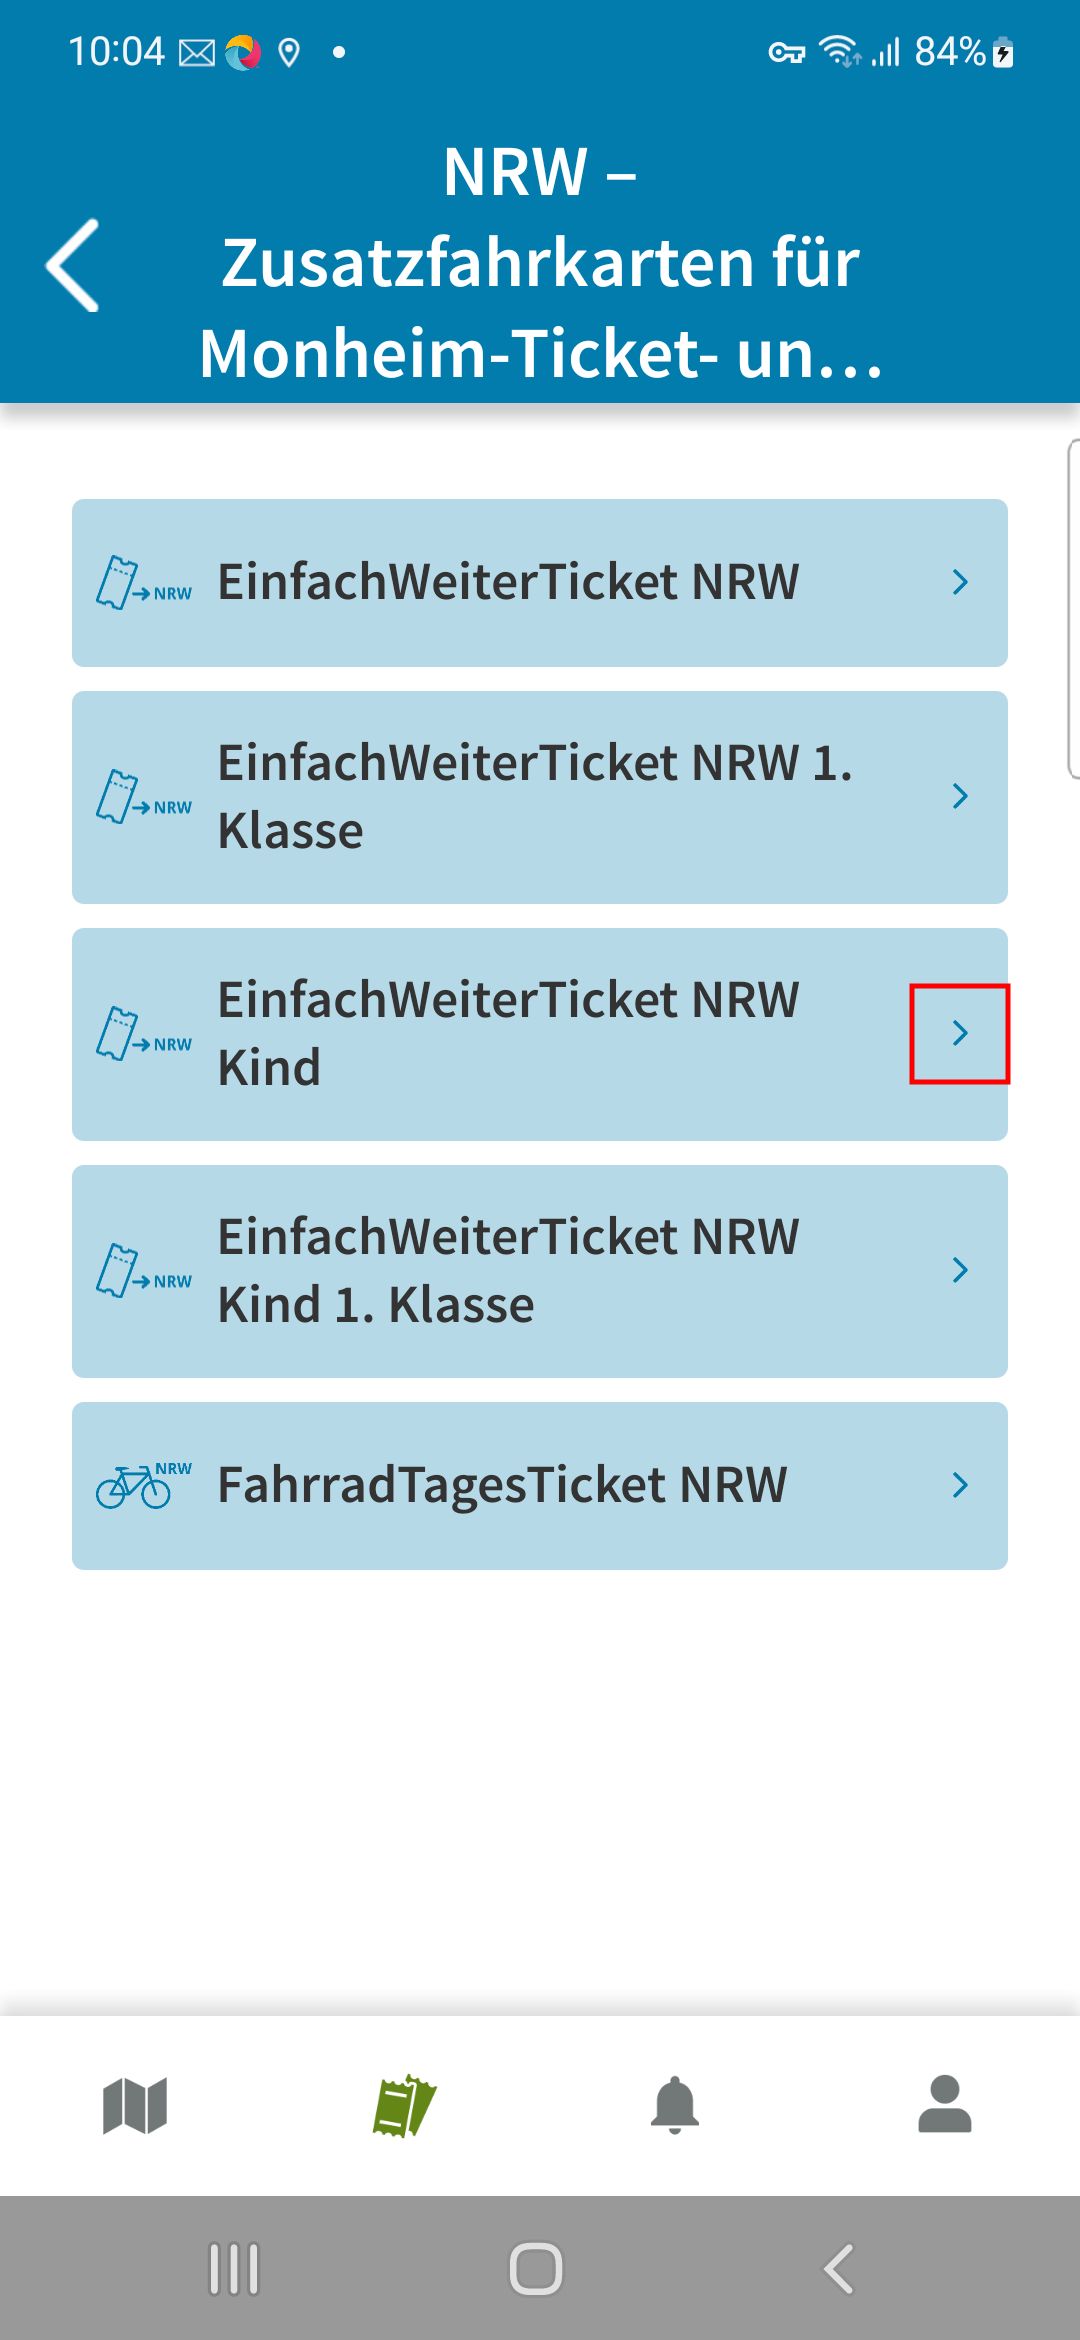 10:04
84%
NRW –
Zusatzfahrkarten für
Monheim-Ticket- un...
NRW
EinfachWeiterTicket NRW
NRW
EinfachWeiterTicket NRW 1.
Klasse
NRW
EinfachWeiterTicket NRW
Kind
NRW
EinfachWeiterTicket NRW
Kind 1. Klasse
NRW
FahrradTagesTicket NRW